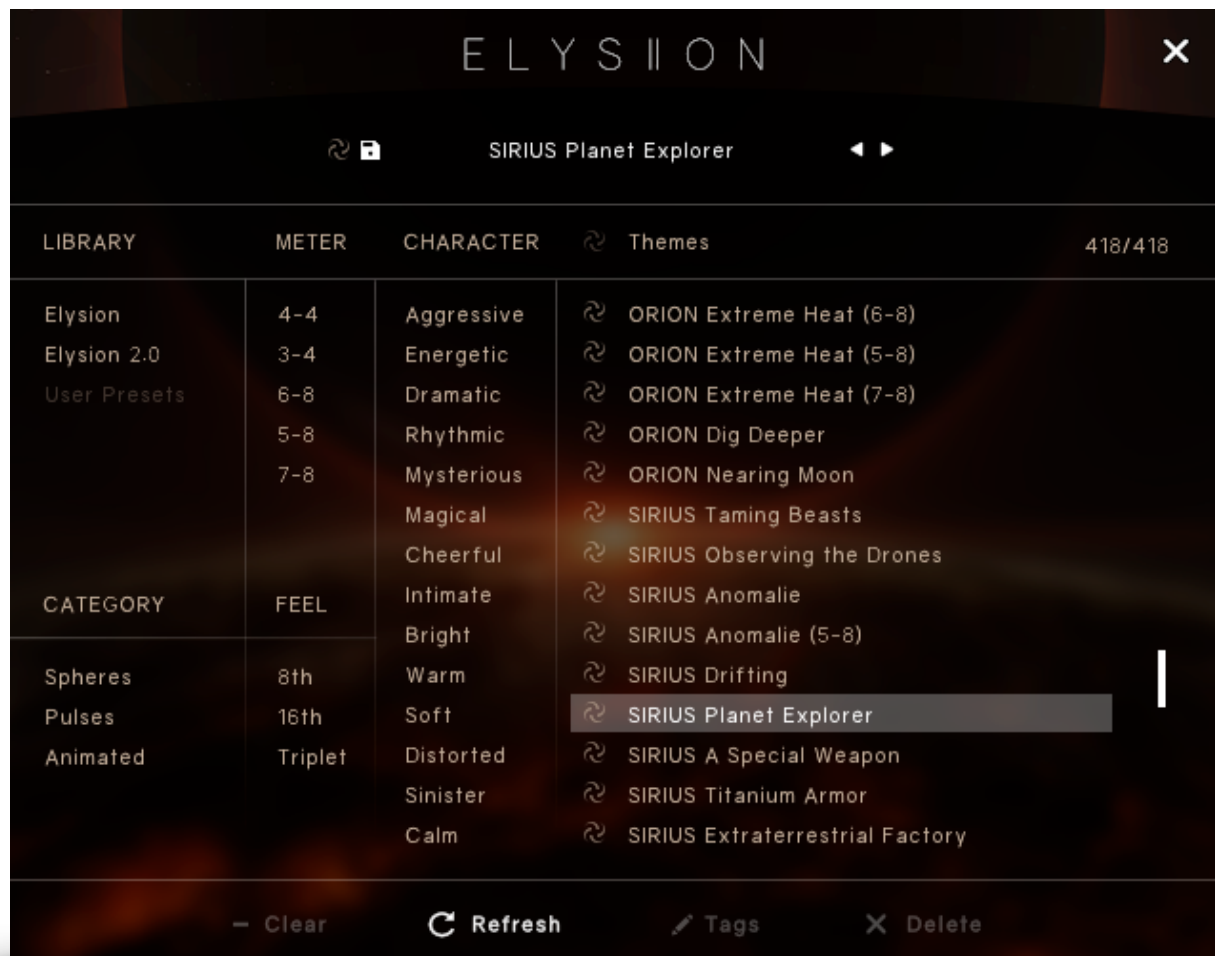 ELYSIION
SIRIUS Planet Explorer
LIBRARY METER CHARACTER Themes 418/418
Elysion 4-4 Aggressive ORION Extreme Heat (6-8)
Elysion 2.0 3-4 Energetic ORION Extreme Heat (5-8)
User Presets 6-8 Dramatic ORION Extreme Heat (7-8)
5-8 Rhythmic ORION Dig Deeper
7-8 Mysterious ORION Nearing Moon
Magical SIRIUS Taming Beasts
Cheerful SIRIUS Observing the Drones
CATEGORY FEEL Intimate SIRIUS Anomalie
Bright SIRIUS Anomalie (5-8)
Spheres 8th Warm SIRIUS Drifting
Pulses 16th Soft SIRIUS Planet Explorer
Animated Triplet Distorted SIRIUS A Special Weapon
Sinister SIRIUS Titanium Armor
Calm SIRIUS Extraterrestrial Factory
Clear Refresh Tags Delete